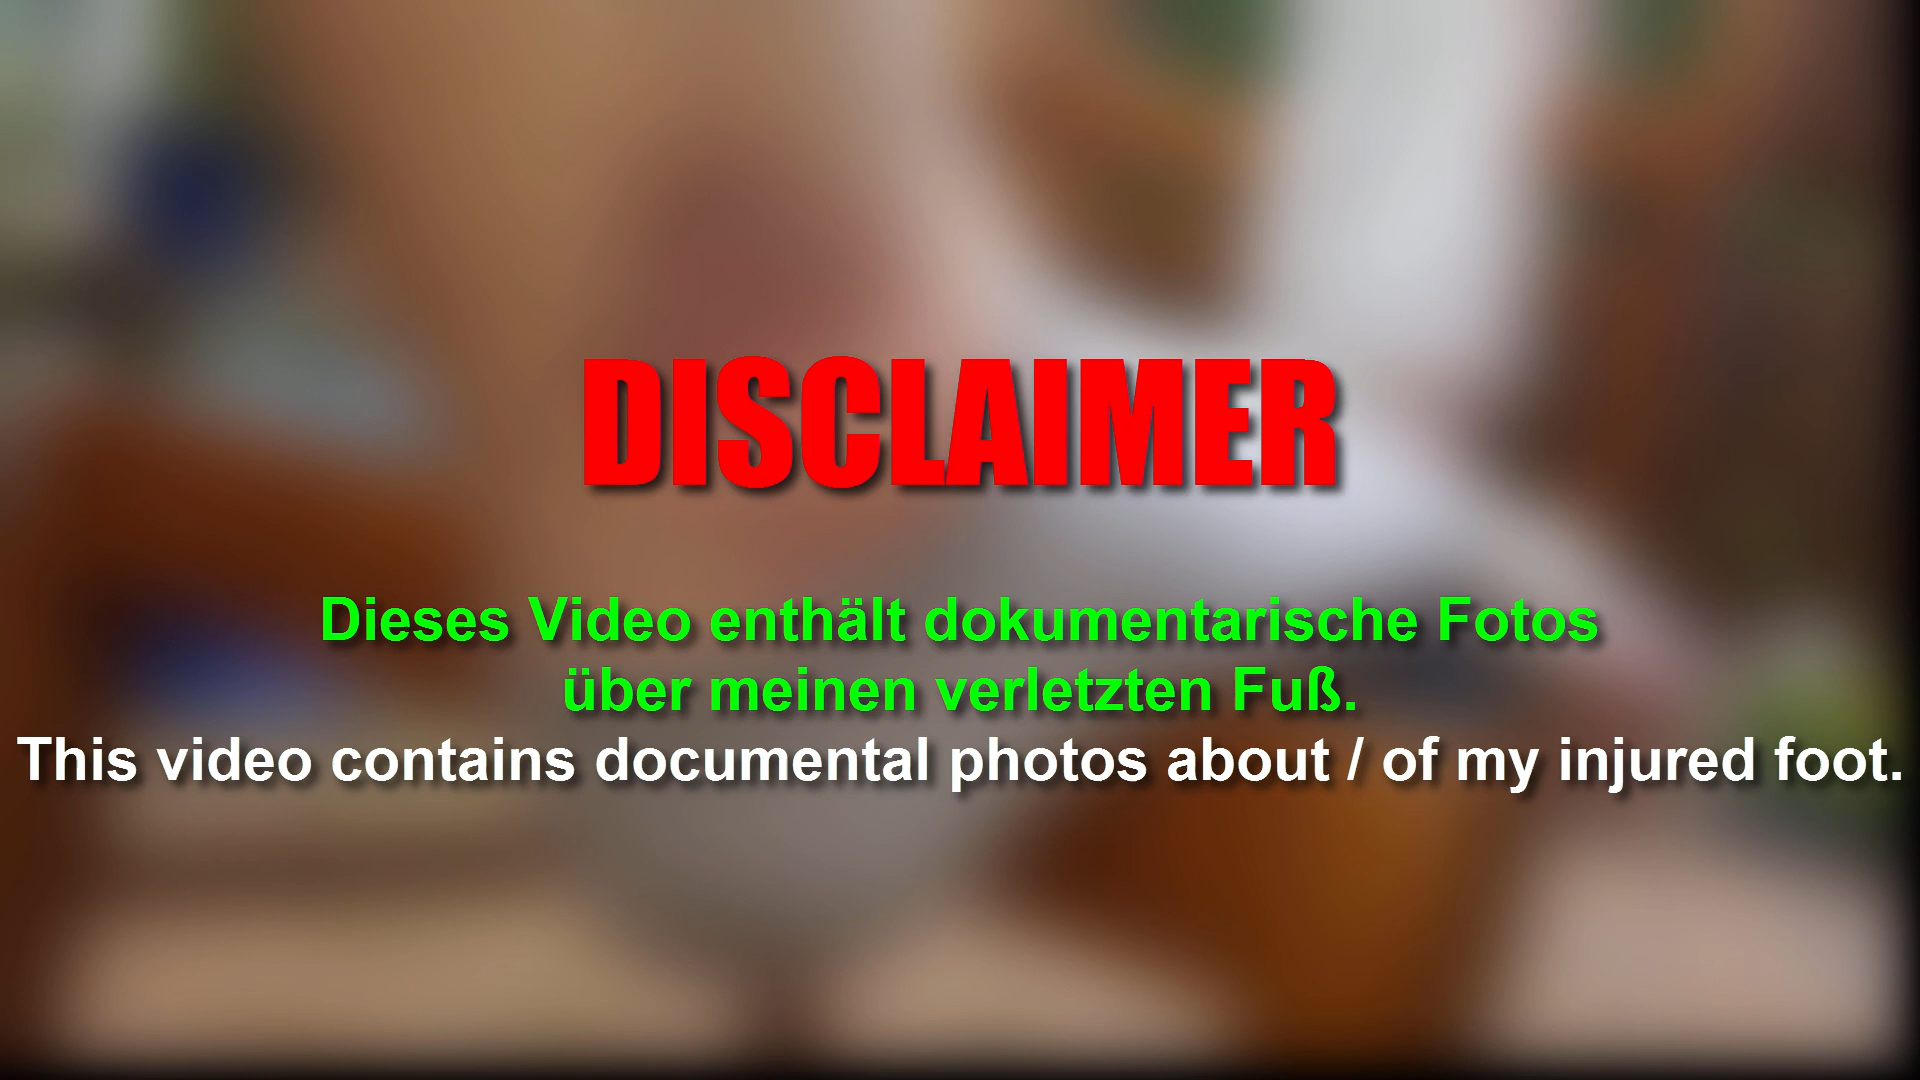 DISCLAIMER
Dieses Video enthält dokumentarische Fotos
über meinen verletzten Fuß.
This video contains documental photos about / of my injured foot.